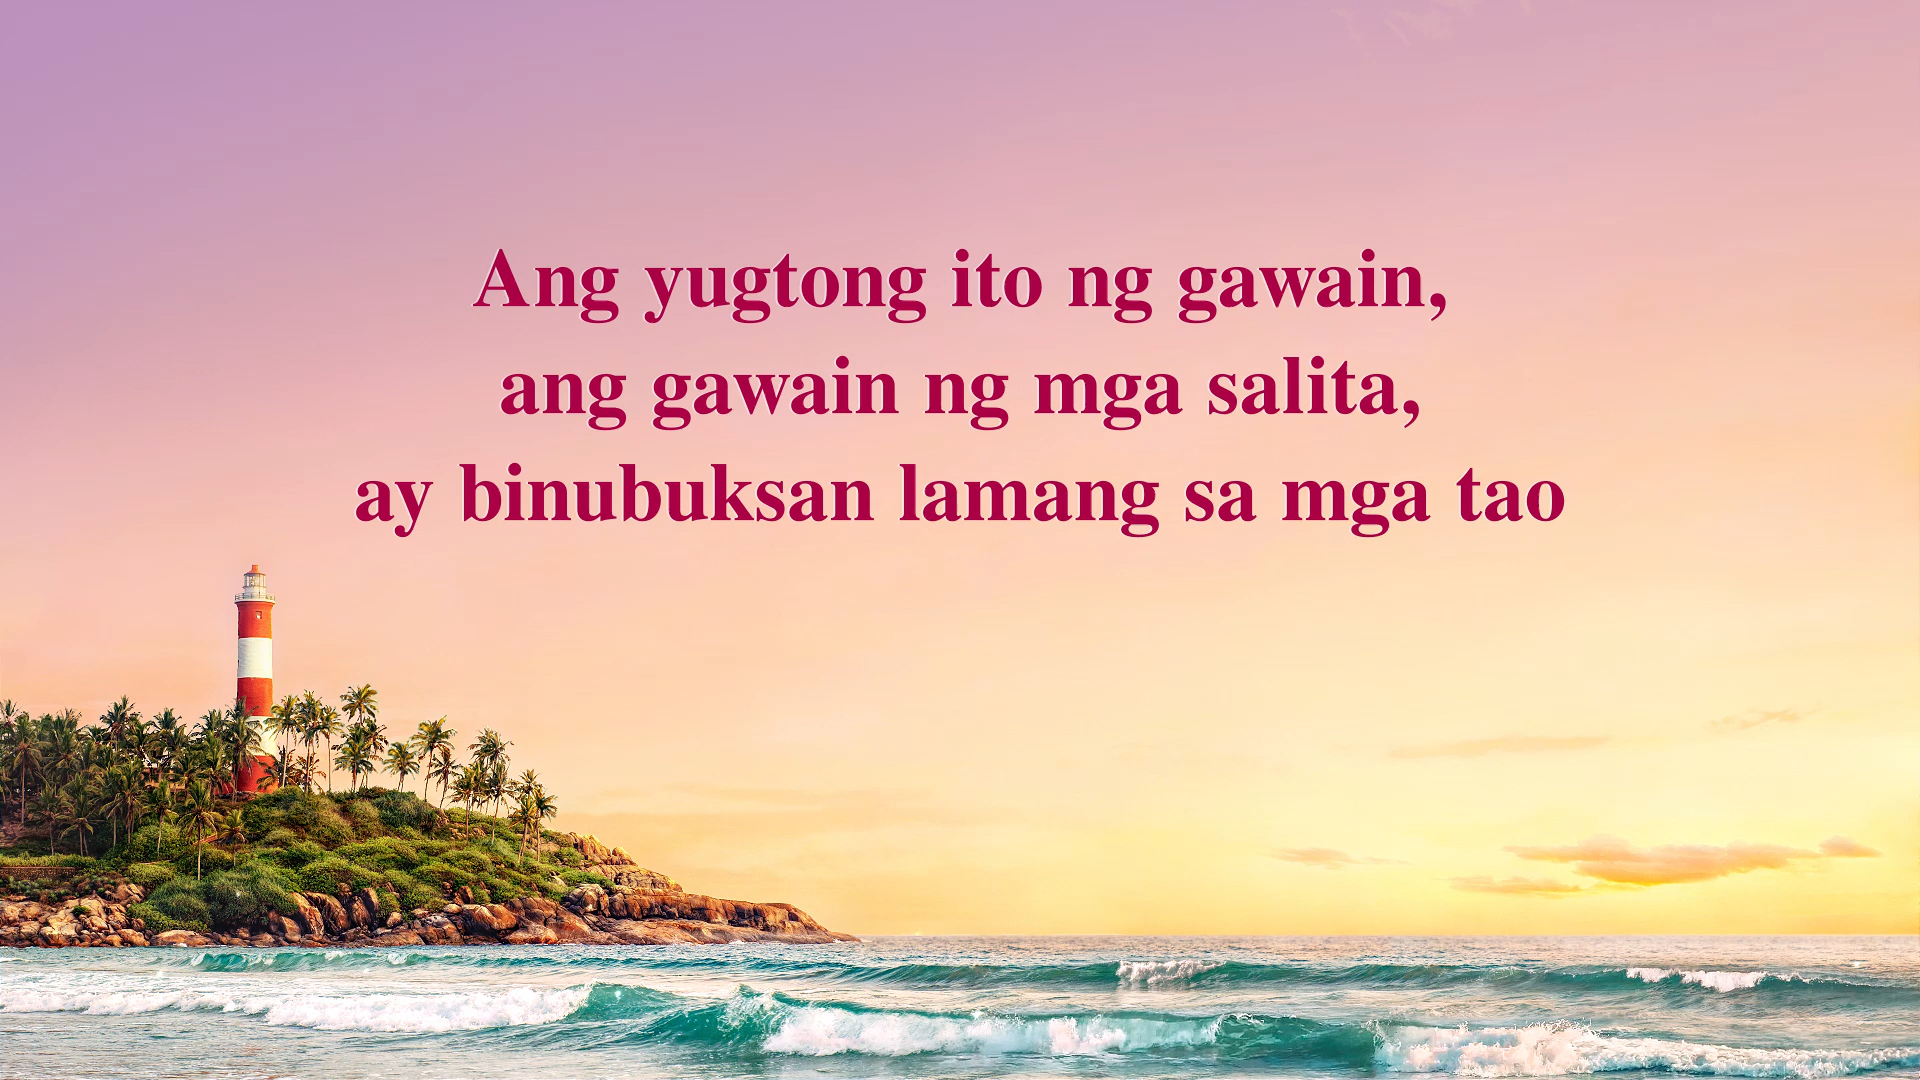 Ang yugtong ito ng gawain,
ang gawain ng mga salita,
ay binubuksan lamang sa mga tao